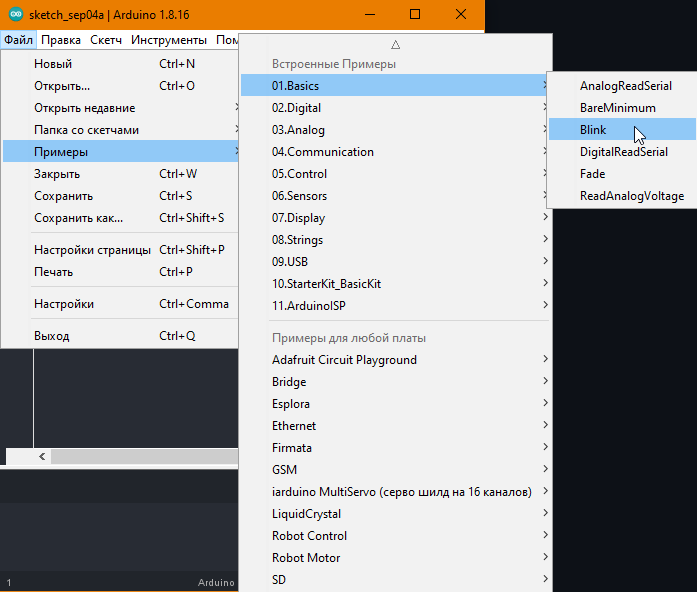 sketch_sep04a | Arduino 1.8.16
Файл Правка Скетч Инструменты Пом
Новый Ctrl+N
Открыть... Ctrl+O
Открыть недавние
Папка со скетчами
Примеры
Закрыть Ctrl+W
Сохранить Ctrl+S
Сохранить как... Ctrl+Shift+S
Настройки страницы Ctrl+Shift+P
Печать Ctrl+P
Настройки Ctrl+Comma
Выход Ctrl+Q
Встроенные Примеры
01.Basics
02.Digital
03.Analog
04.Communication
05.Control
06.Sensors
07.Display
08.Strings
09.USB
10.StarterKit_BasicKit
11.ArduinoISP
Примеры для любой платы
Adafruit Circuit Playground
Bridge
Esplora
Ethernet
Firmata
GSM
iarduino MultiServo (серво шилд на 16 каналов)
LiquidCrystal
Robot Control
Robot Motor
SD
AnalogReadSerial
BareMinimum
Blink
DigitalReadSerial
Fade
ReadAnalogVoltage
1 Arduino